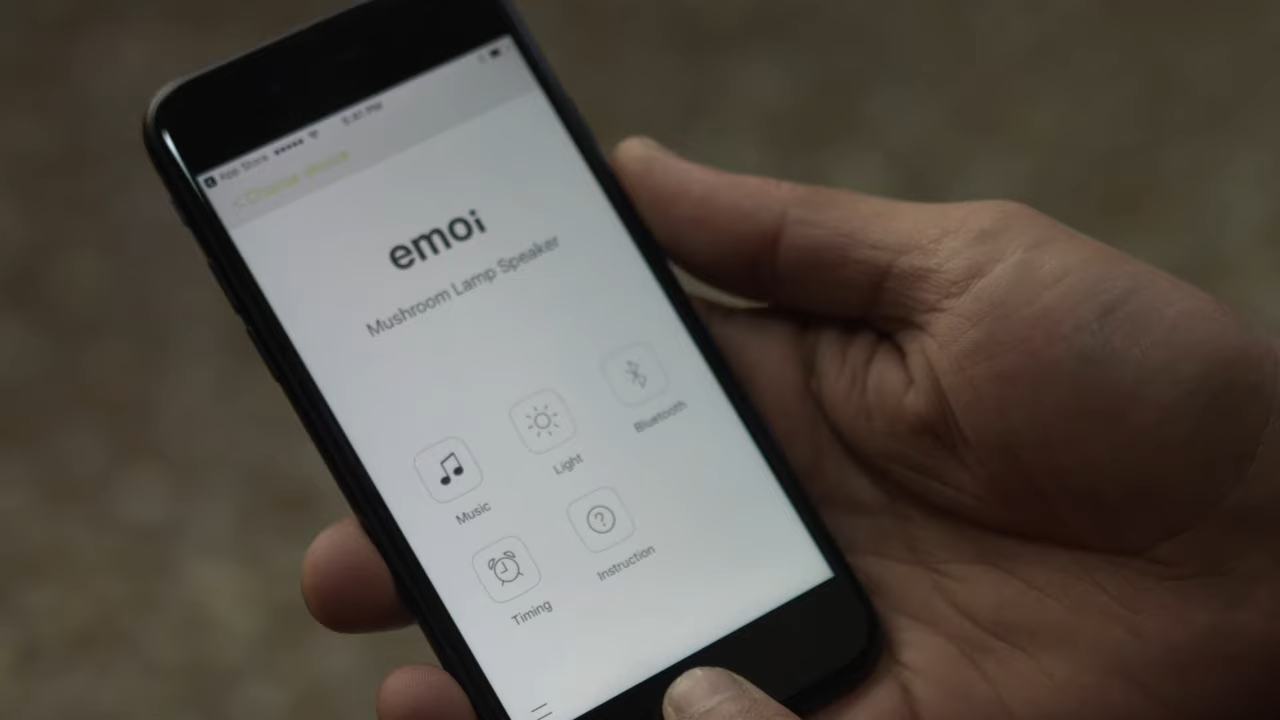 App Store
emoi
Mushroom Lamp Speaker
Music
Light
Bluetooth
Timing
Instruction